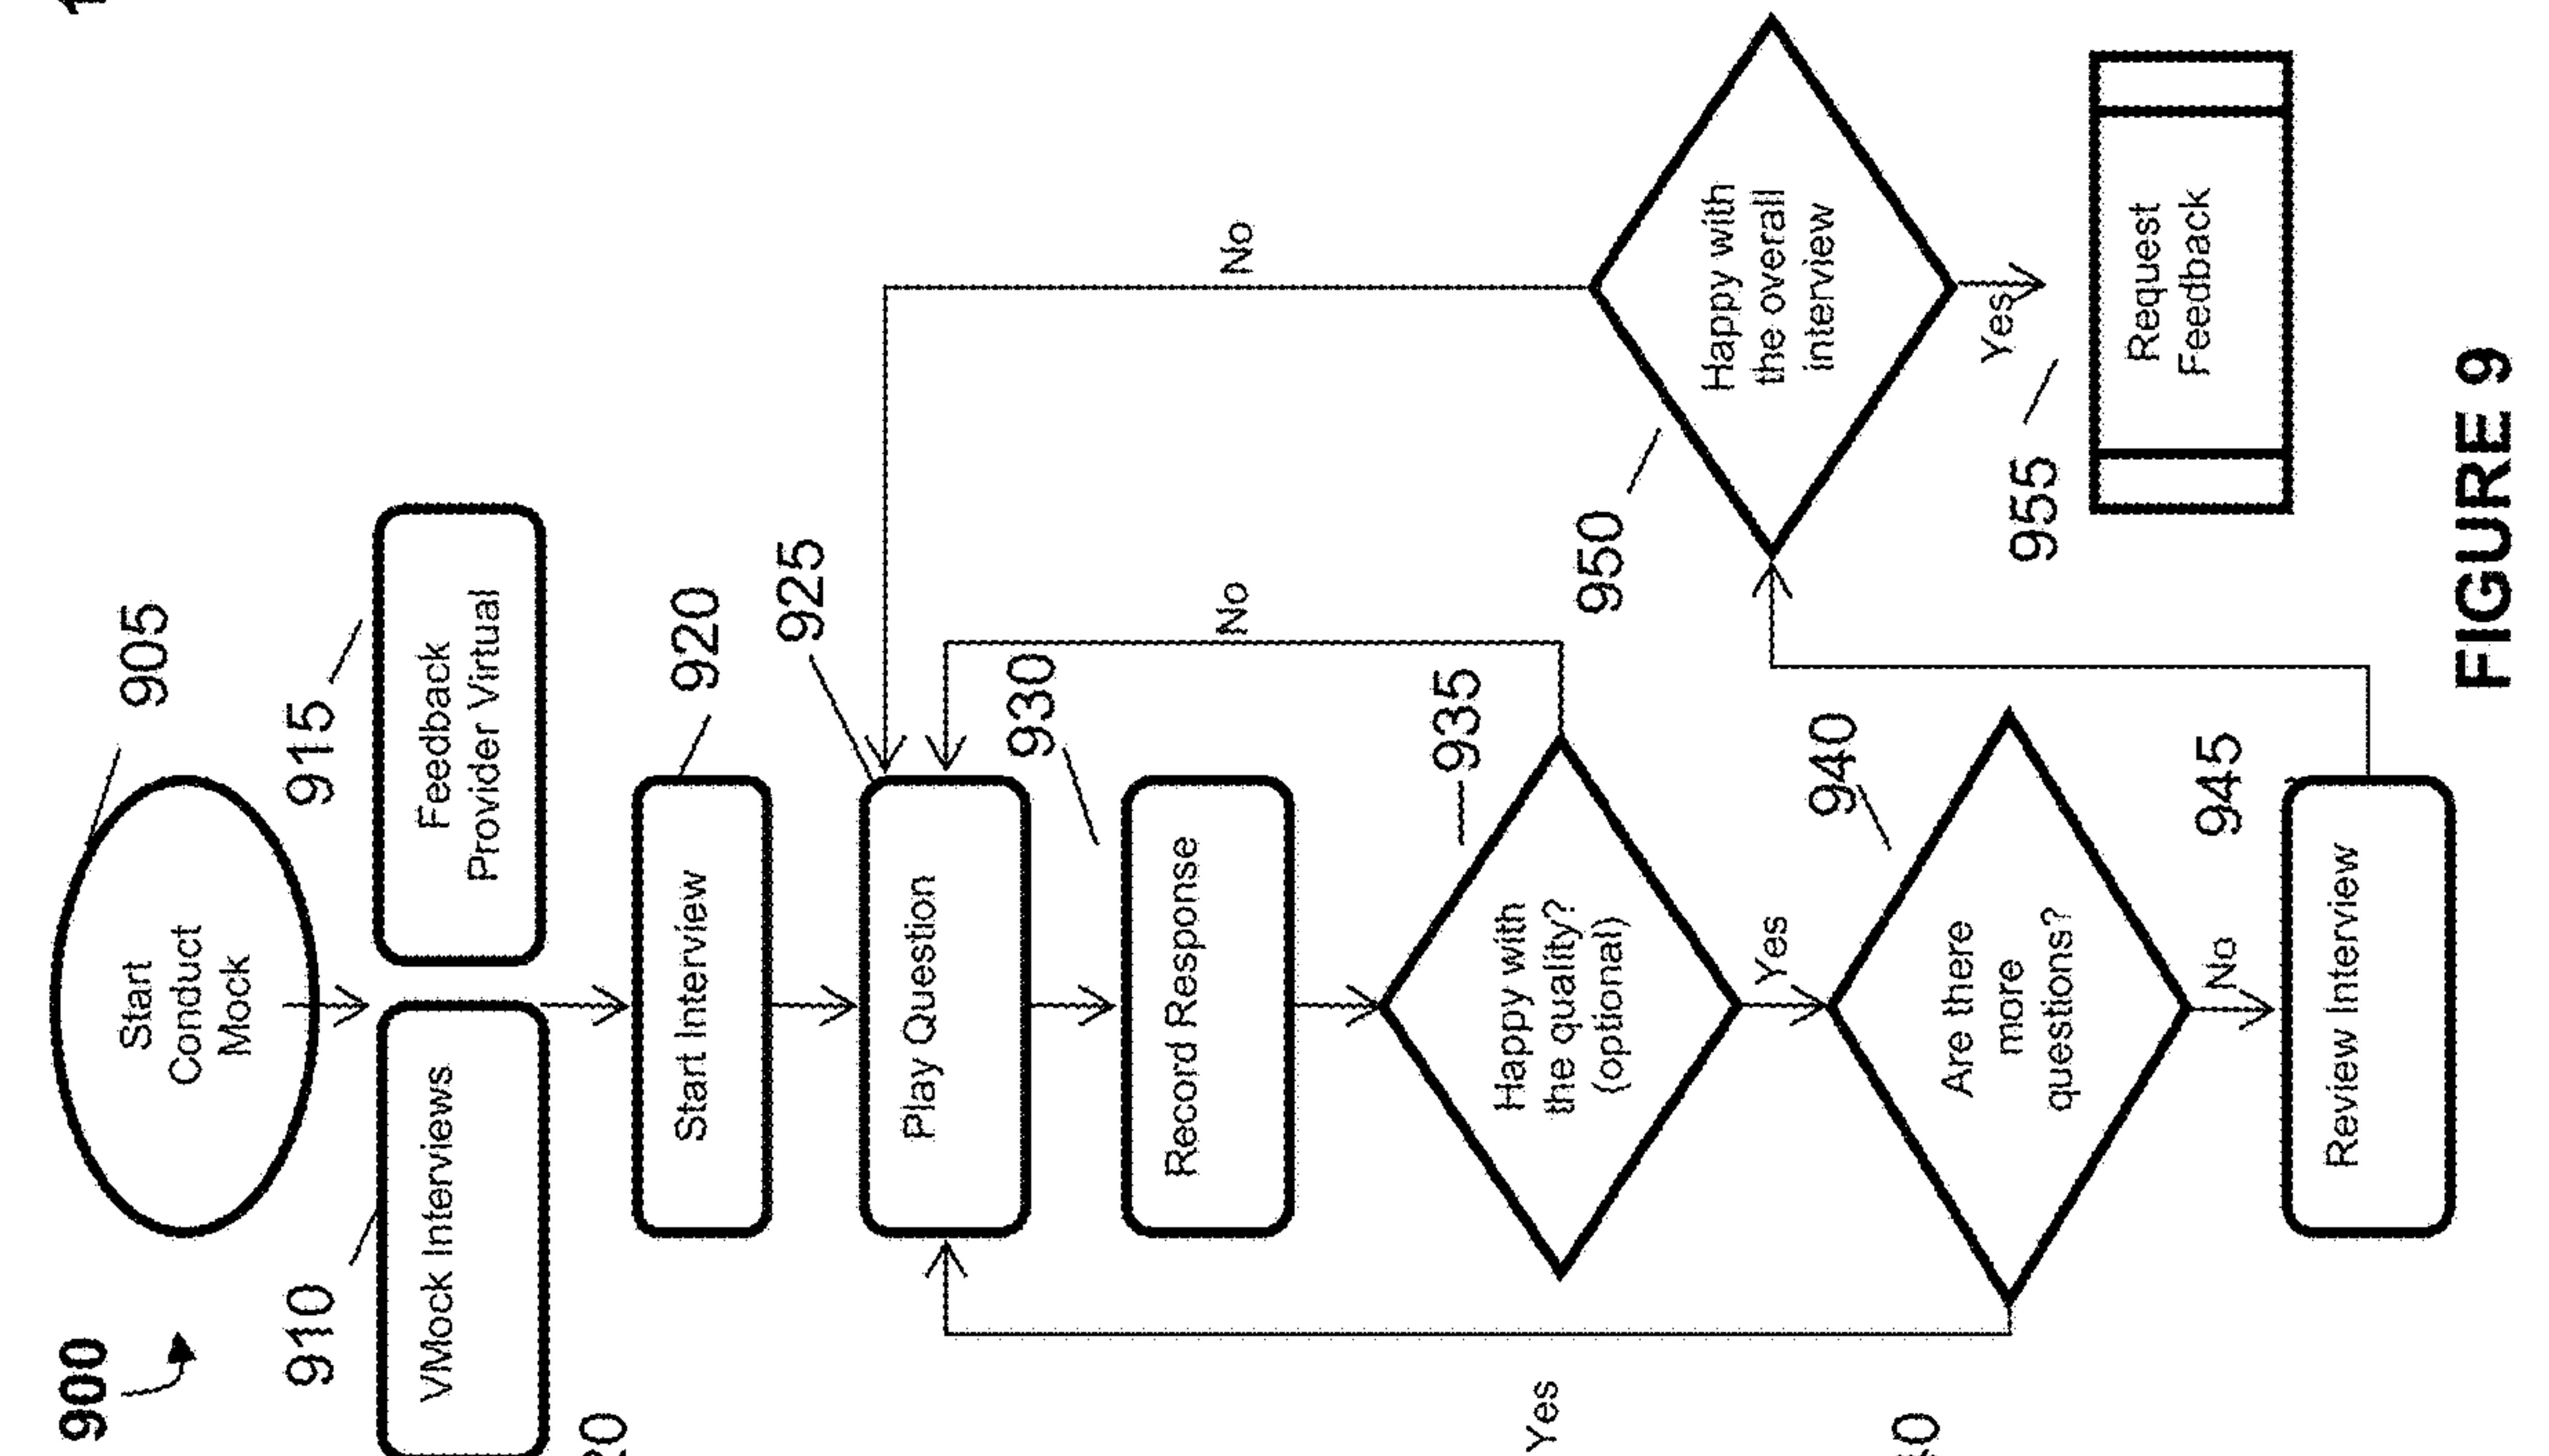 900
Start
Conduct
Mock
905
910
VMock Interviews
915
Feedback
Provider Virtual
Start Interview
920
925
Play Question
930
Record Response
No
No
935
Happy with
the quality?
(optional)
Yes
Yes
940
Are there
more
questions?
No
945
Review Interview
950
Happy with
the overall
interview
Yes
955
Request
Feedback
FIGURE 9